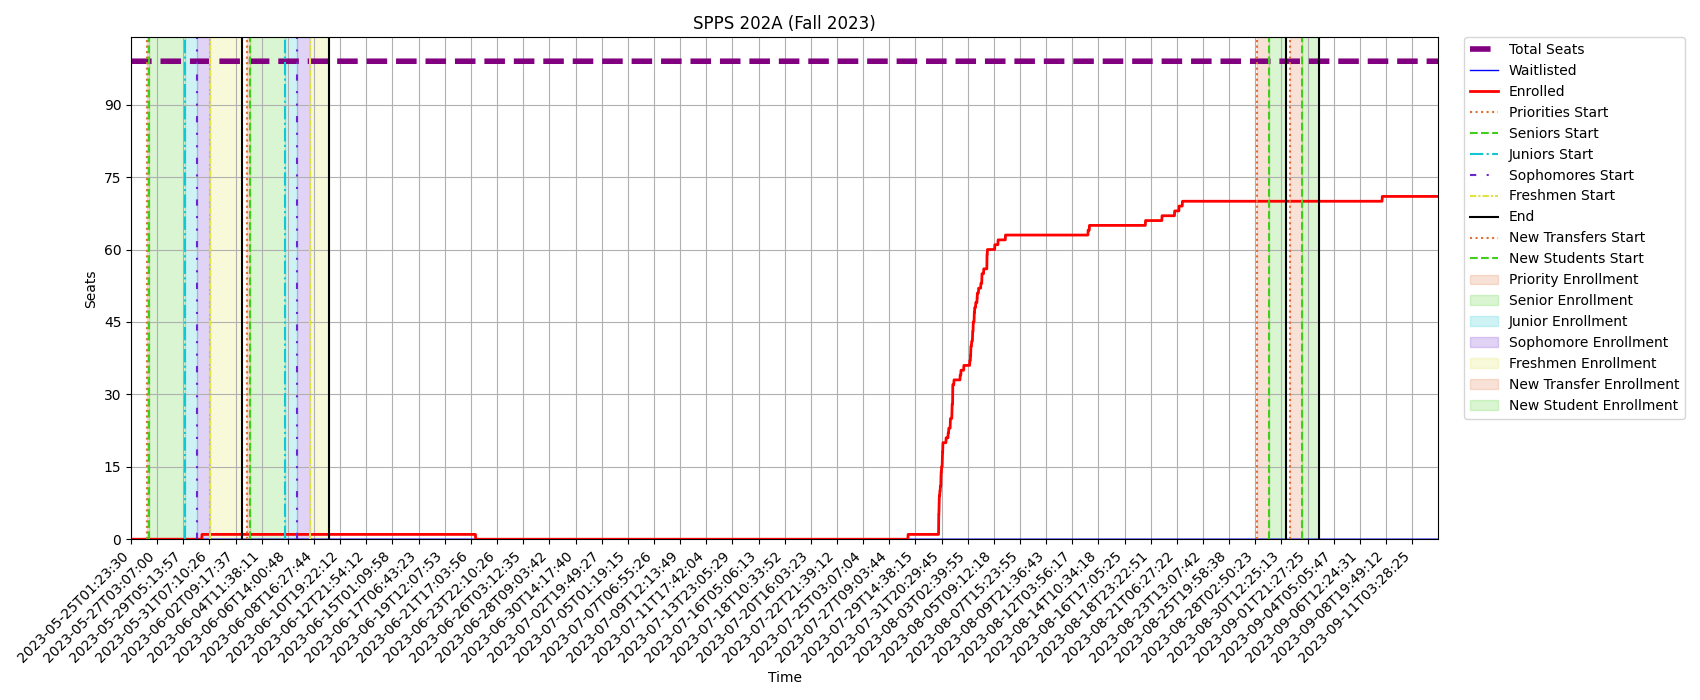 SPPS 202A (Fall 2023)
Seats
90
75
60
45
30
15
0
2023-05-25T01:23:30
2023-05-27T03:07:00
2023-05-29T05:13:57
2023-05-31T07:10:26
2023-06-02T09:17:37
2023-06-04T11:38:11
2023-06-06T14:00:48
2023-06-08T16:27:44
2023-06-10T19:22:12
2023-06-12T21:54:12
2023-06-15T01:09:58
2023-06-17T06:43:23
2023-06-19T12:07:53
2023-06-21T17:03:56
2023-06-23T22:10:26
2023-06-26T03:12:35
2023-06-28T09:03:42
2023-06-30T14:17:40
2023-07-02T19:49:27
2023-07-05T01:19:15
2023-07-07T06:55:26
2023-07-09T12:13:49
2023-07-11T17:42:04
2023-07-13T23:05:29
2023-07-16T05:06:13
2023-07-18T10:33:52
2023-07-20T16:03:23
2023-07-22T21:39:12
2023-07-25T03:07:04
2023-07-27T09:03:44
2023-07-29T14:38:15
2023-07-31T20:29:45
2023-08-03T02:39:55
2023-08-05T09:12:18
2023-08-07T15:23:55
2023-08-09T21:36:43
2023-08-12T03:56:17
2023-08-14T10:34:18
2023-08-16T17:05:25
2023-08-18T23:22:51
2023-08-21T06:27:22
2023-08-23T13:07:42
2023-08-25T19:58:38
2023-08-28T02:50:23
2023-08-30T12:25:13
2023-09-01T21:27:25
2023-09-04T05:05:47
2023-09-06T12:24:31
2023-09-08T19:49:12
2023-09-11T03:28:25
Time
Total Seats
Waitlisted
Enrolled
Priorities Start
Seniors Start
Juniors Start
Sophomores Start
Freshmen Start
End
New Transfers Start
New Students Start
Priority Enrollment
Senior Enrollment
Junior Enrollment
Sophomore Enrollment
Freshmen Enrollment
New Transfer Enrollment
New Student Enrollment